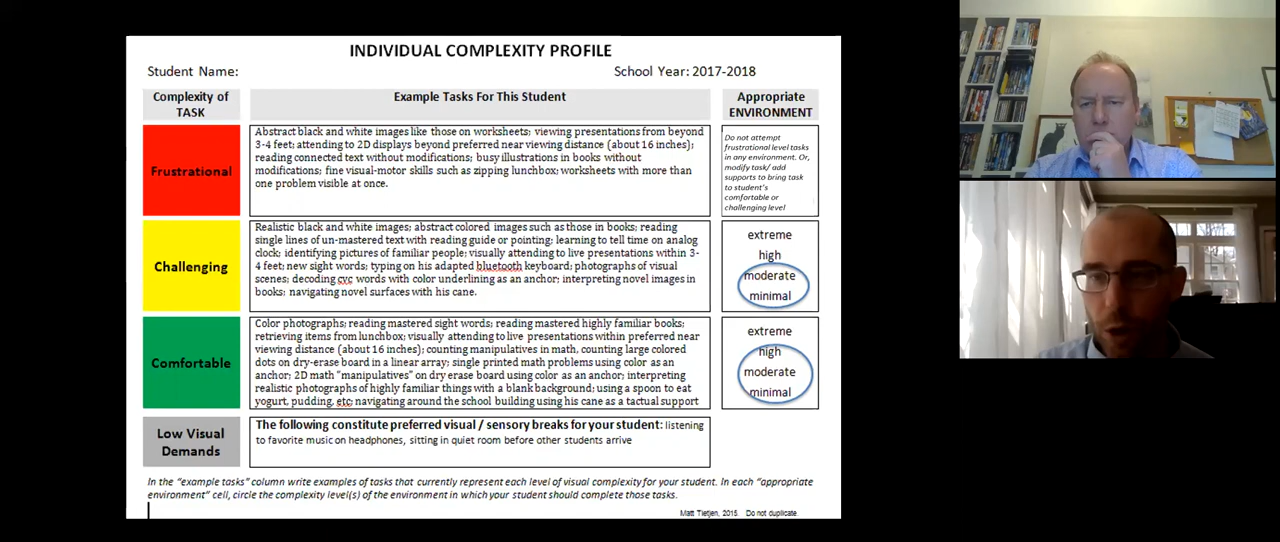 INDIVIDUAL COMPLEXITY PROFILE
Student Name:
School Year: 2017-2018
Complexity of
TASK
Example Tasks For This Student
Appropriate
ENVIRONMENT
Frustrational
Abstract black and white images like those on worksheets; viewing presentations from beyond
3-4 feet; attending to 2D displays beyond preferred near viewing distance (about 16 inches);
reading connected text without modifications; busy illustrations in books without
modifications; fine visual-motor skills such as zipping lunchbox; worksheets with more than
one problem visible at once.
Do not attempt
frustrational level tasks
in any environment. Or,
modify task/ add
supports to bring task
to student's
comfortable or
challenging level
Challenging
Realistic black and white images; abstract colored images such as those in books; reading
single lines of un-mastered text with reading guide or pointing; learning to tell time on analog
clock; identifying pictures of familiar people; visually attending to live presentations within 3-
4 feet; new sight words; typing on his adapted bluetooth keyboard; photographs of visual
scenes; decoding cvc words with color underlining as an anchor; interpreting novel images in
books; navigating novel surfaces with his cane.
extreme
high
moderate
minimal
Comfortable
Color photographs; reading mastered sight words; reading mastered highly familiar books;
retrieving items from lunchbox; visually attending to live presentations within preferred near
viewing distance (about 16 inches); counting manipulatives in math, counting large colored
dots on dry-erase board in a linear array; single printed math problems using color as an
anchor; 2D math "manipulatives" on dry erase board using color as an anchor; interpreting
realistic photographs of highly familiar things with a blank background; using a spoon to eat
yogurt, pudding, etc; navigating around the school building using his cane as a tactual support
extreme
high
moderate
minimal
Low Visual
Demands
The following constitute preferred visual / sensory breaks for your student: listening
to favorite music on headphones, sitting in quiet room before other students arrive
In the "example tasks" column write examples of tasks that currently represent each level of visual complexity for your student. In each "appropriate
environment" cell, circle the complexity level(s) of the environment in which your student should complete those tasks.
Matt Tietjen, 2015. Do not duplicate.